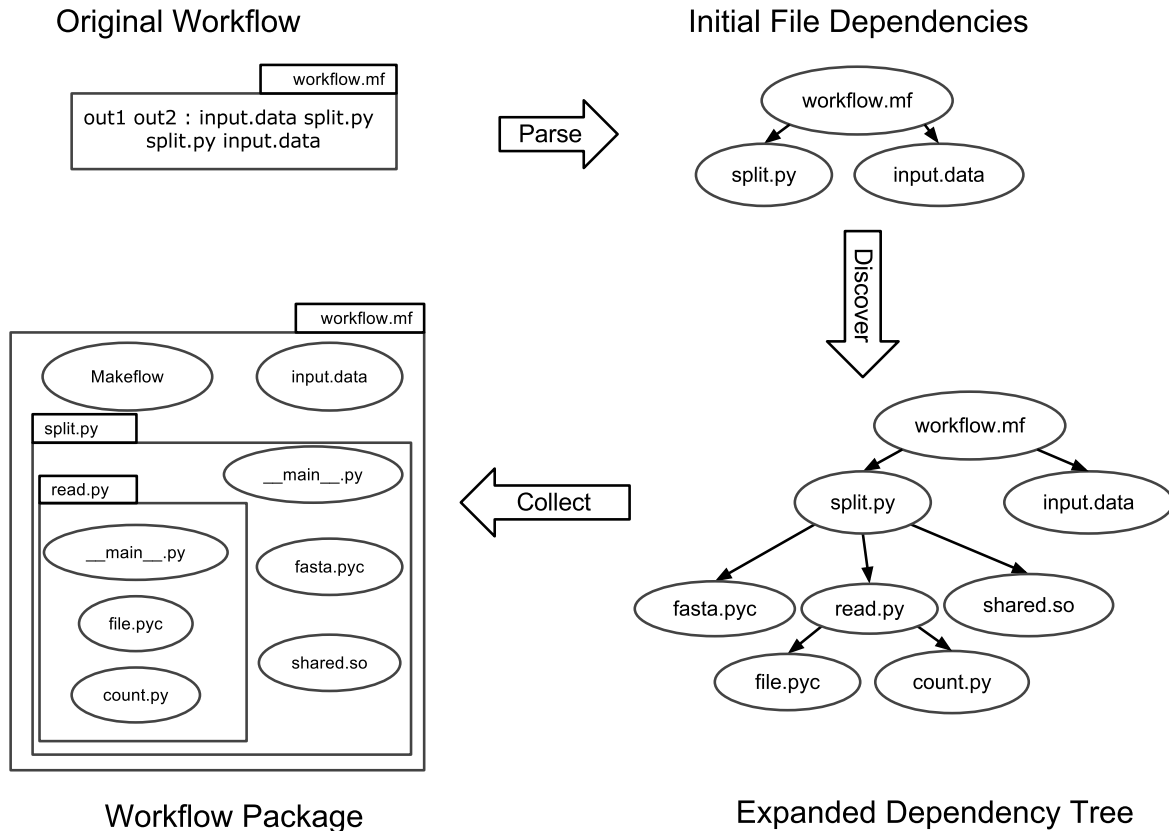 Original Workflow
workflow.mf
out1 out2 : input.data split.py
split.py input.data
Parse
Initial File Dependencies
workflow.mf
split.py
input.data
Discover
workflow.mf
split.py
input.data
fasta.pyc
read.py
shared.so
file.pyc
count.py
Expanded Dependency Tree
Collect
workflow.mf
Makeflow
input.data
split.py
__main__.py
read.py
__main__.py
fasta.pyc
file.pyc
shared.so
count.py
Workflow Package